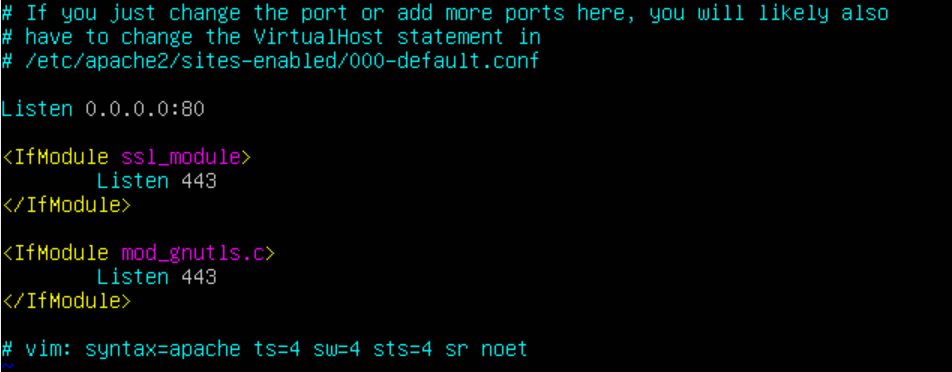 # If you just change the port or add more ports here, you will likely also
# have to change the VirtualHost statement in
# /etc/apache2/sites-enabled/000-default.conf
Listen 0.0.0.0:80
<IfModule ssl_module>
        Listen 443
</IfModule>
<IfModule mod_gnutls.c>
        Listen 443
</IfModule>
# vim: syntax=apache ts=4 sw=4 sts=4 sr noet
~